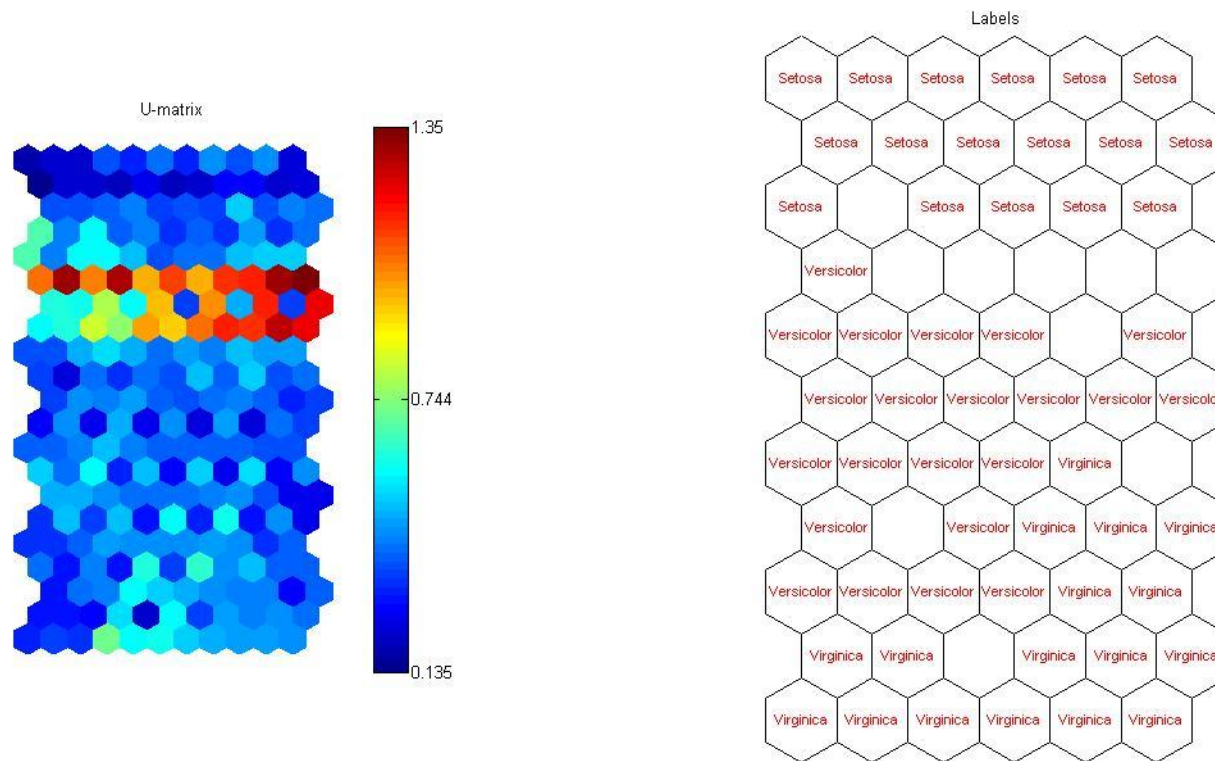 Labels
U-matrix
1.35
0.744
0.135
Setosa Setosa Setosa Setosa Setosa Setosa
Setosa Setosa Setosa Setosa Setosa Setosa
Setosa Setosa Setosa Setosa Setosa
Versicolor
Versicolor Versicolor Versicolor Versicolor Versicolor
Versicolor Versicolor Versicolor Versicolor Versicolor Versicolor
Versicolor Versicolor Versicolor Versicolor Virginica
Versicolor Versicolor Virginica Virginica Virginica
Versicolor Versicolor Versicolor Versicolor Virginica Virginica
Virginica Virginica Virginica Virginica Virginica
Virginica Virginica Virginica Virginica Virginica Virginica